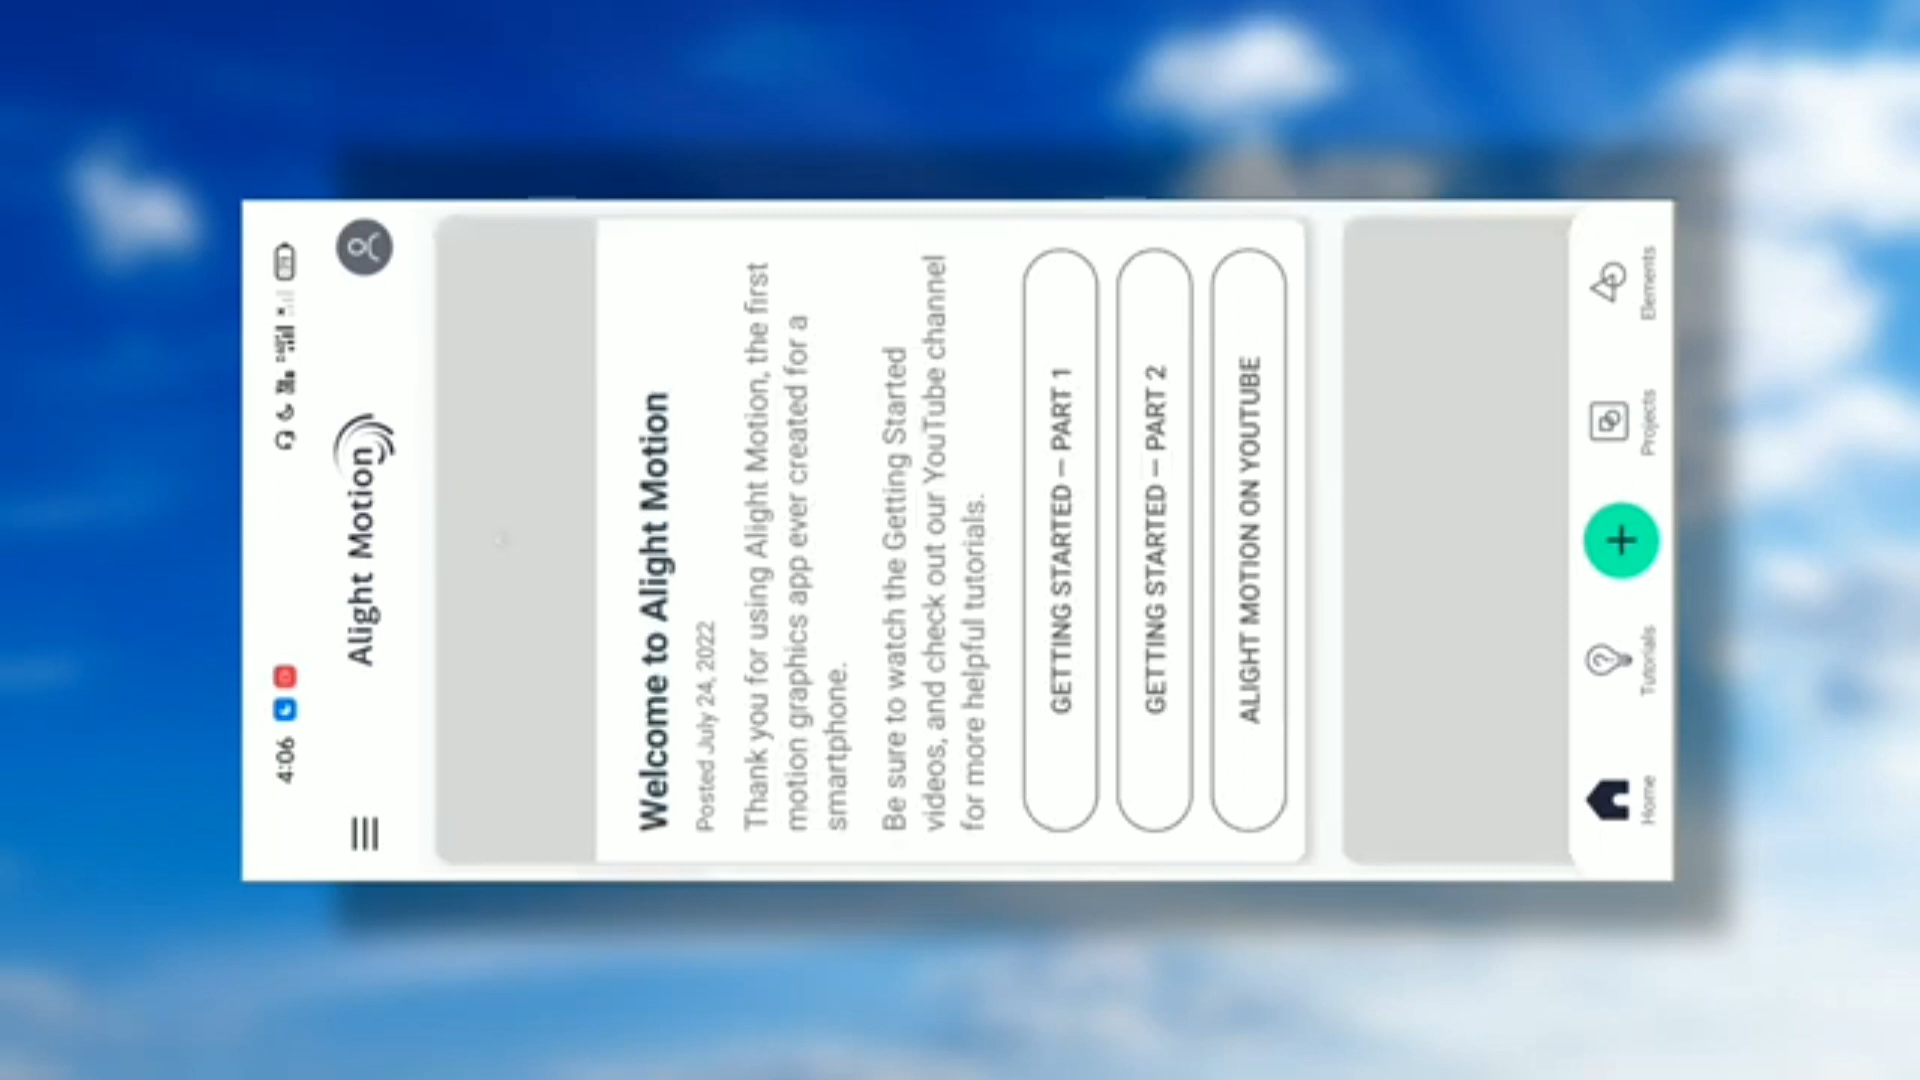 4:06
Alight Motion
Welcome to Alight Motion
Posted July 24, 2022
Thank you for using Alight Motion, the first
motion graphics app ever created for a
smartphone.
Be sure to watch the Getting Started
videos, and check out our YouTube channel
for more helpful tutorials.
GETTING STARTED – PART 1
GETTING STARTED – PART 2
ALIGHT MOTION ON YOUTUBE
Home
Tutorials
Projects
Elements